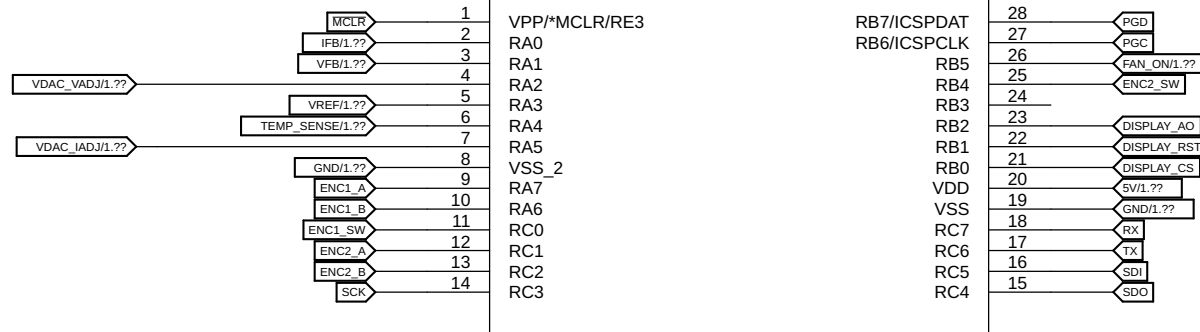 MCLR 1 VPP/*MCLR/RE3 RB7/ICSPDAT 28 PGD
IFB/1.?? 2 RA0 RB6/ICSPCLK 27 PGC
VFB/1.?? 3 RA1 RB5 26 FAN_ON/1.??
VDAC_VADJ/1.?? 4 RA2 RB4 25 ENC2_SW
VREF/1.?? 5 RA3 RB3 24
TEMP_SENSE/1.?? 6 RA4 RB2 23 DISPLAY_AO
VDAC_IADJ/1.?? 7 RA5 RB1 22 DISPLAY_RST
GND/1.?? 8 VSS_2 RB0 21 DISPLAY_CS
ENC1_A 9 RA7 VDD 20 5V/1.??
ENC1_B 10 RA6 VSS 19 GND/1.??
ENC1_SW 11 RC0 RC7 18 RX
ENC2_A 12 RC1 RC6 17 TX
ENC2_B 13 RC2 RC5 16 SDI
SCK 14 RC3 RC4 15 SDO